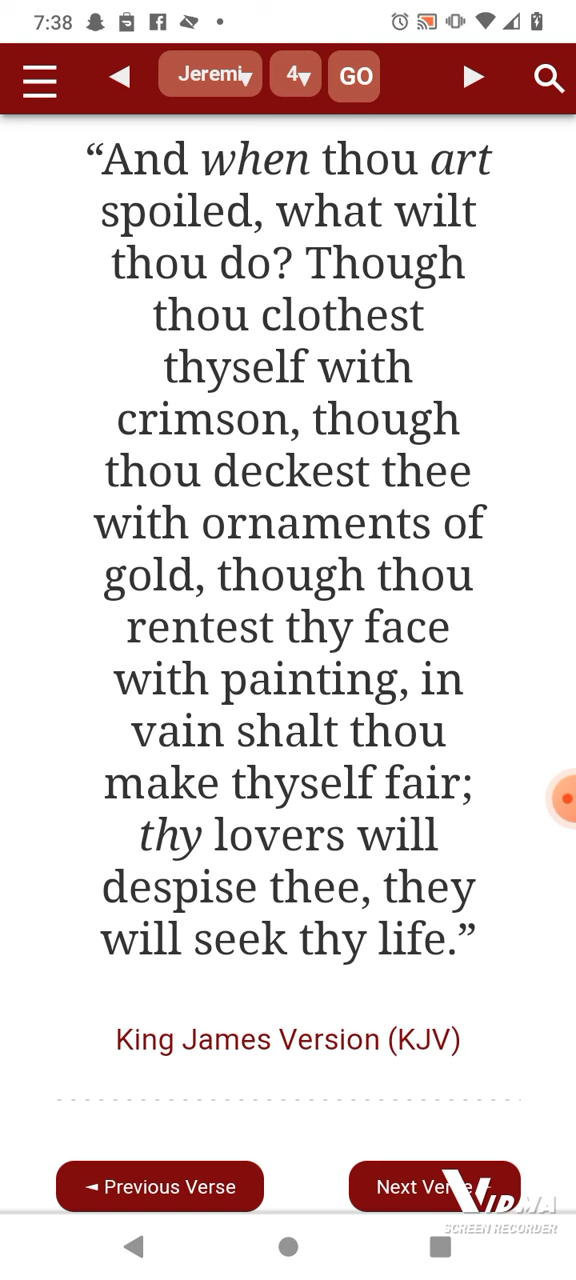 7:38
Jeremi
4
GO
“And when thou art
spoiled, what wilt
thou do? Though
thou clothest
thyself with
crimson, though
thou deckest thee
with ornaments of
gold, though thou
rentest thy face
with painting, in
vain shalt thou
make thyself fair;
thy lovers will
despise thee, they
will seek thy life.”
King James Version (KJV)
◄ Previous Verse
Next Verse
VIDMA
SCREEN RECORDER